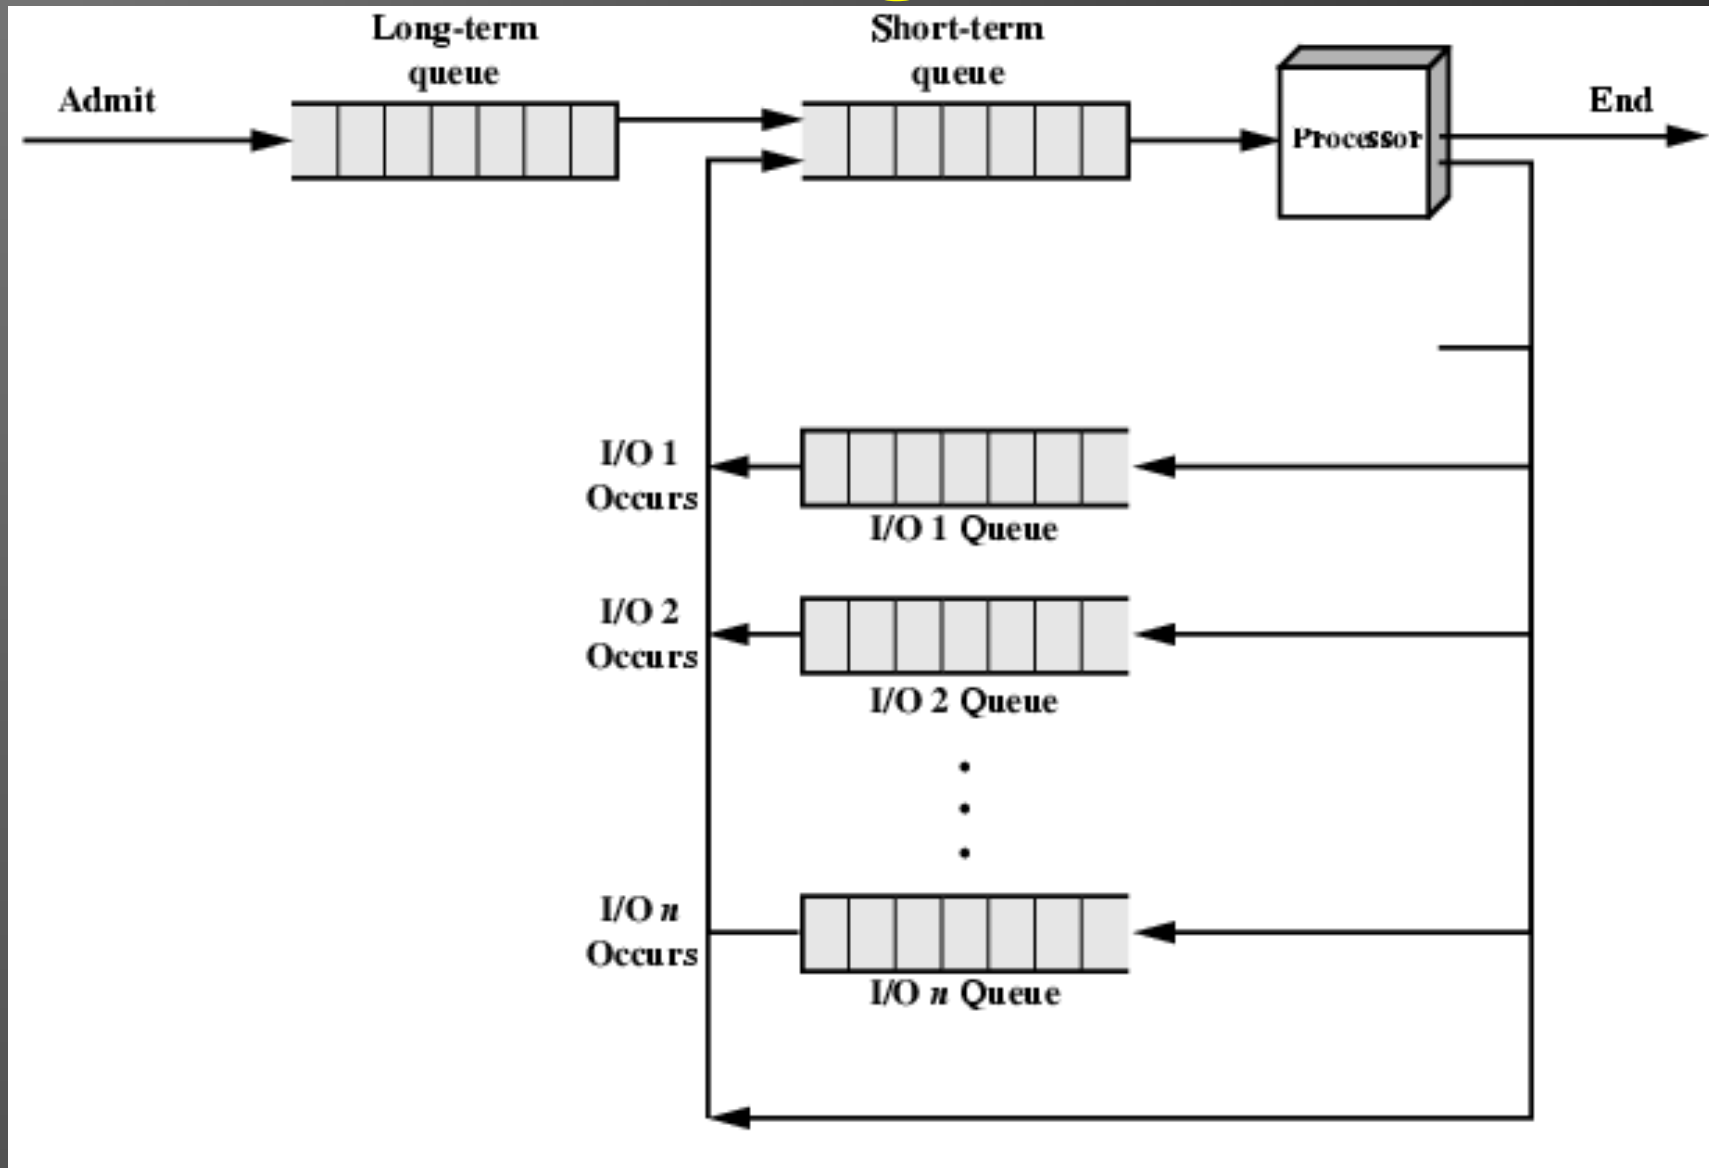 Long-term
queue
Short-term
queue
Admit
Processor
End
I/O 1
Occurs
I/O 1 Queue
I/O 2
Occurs
I/O 2 Queue
I/O n
Occurs
I/O n Queue